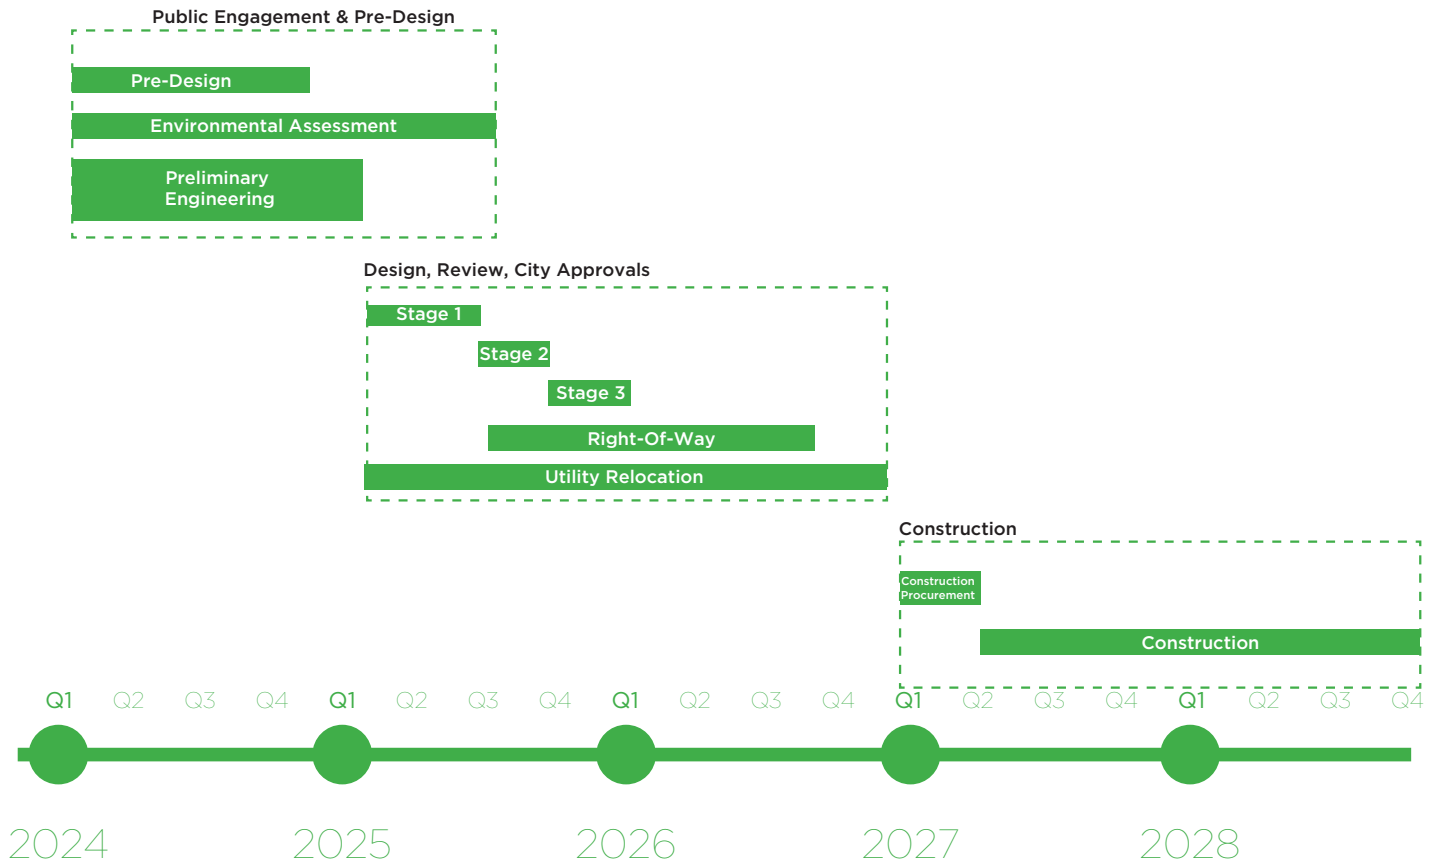 Public Engagement & Pre-Design
Pre-Design
Environmental Assessment
Preliminary
Engineering
Design, Review, City Approvals
Stage 1
Stage 2
Stage 3
Right-Of-Way
Utility Relocation
Construction
Construction
Procurement
Construction
Q1 Q2 Q3 Q4 Q1 Q2 Q3 Q4 Q1 Q2 Q3 Q4 Q1 Q2 Q3 Q4 Q1 Q2 Q3 Q4
2024 2025 2026 2027 2028